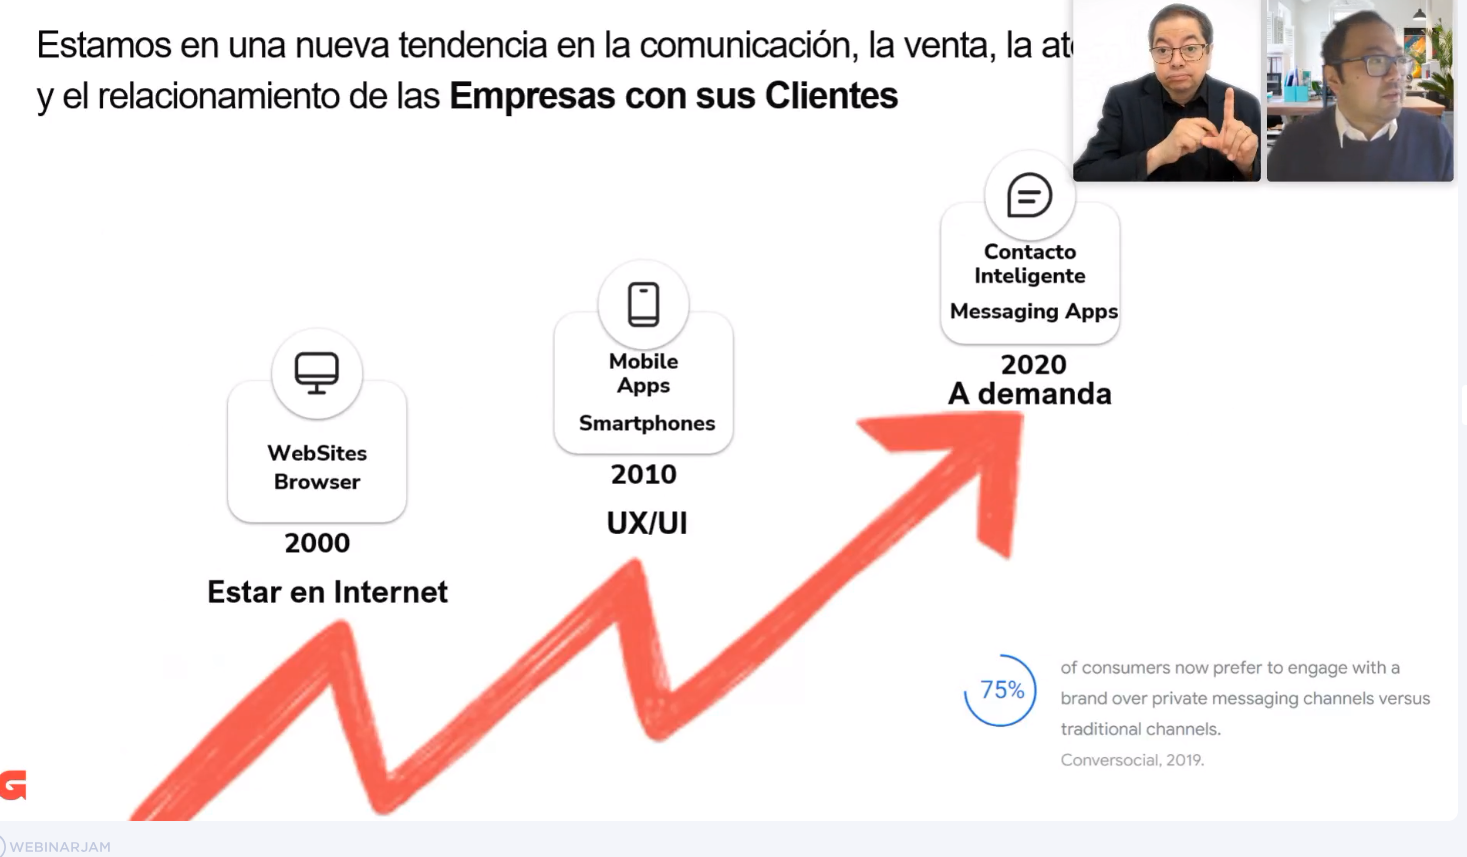 Estamos en una nueva tendencia en la comunicación, la venta, la
y el relacionamiento de las Empresas con sus Clientes
Contacto
Inteligente
Messaging Apps
2020
A demanda
Mobile
Apps
Smartphones
2010
UX/UI
WebSites
Browser
2000
Estar en Internet
75%
of consumers now prefer to engage with a
brand over private messaging channels versus
traditional channels.
Conversocial, 2019.
G
WEBINARJAM